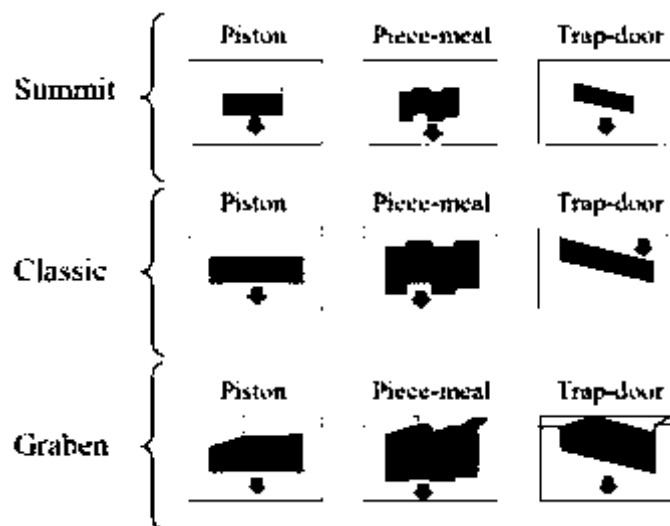 Piston Piece-meal Trap-door
Summit
Piston Piece-meal Trap-door
Classic
Piston Piece-meal Trap-door
Graben